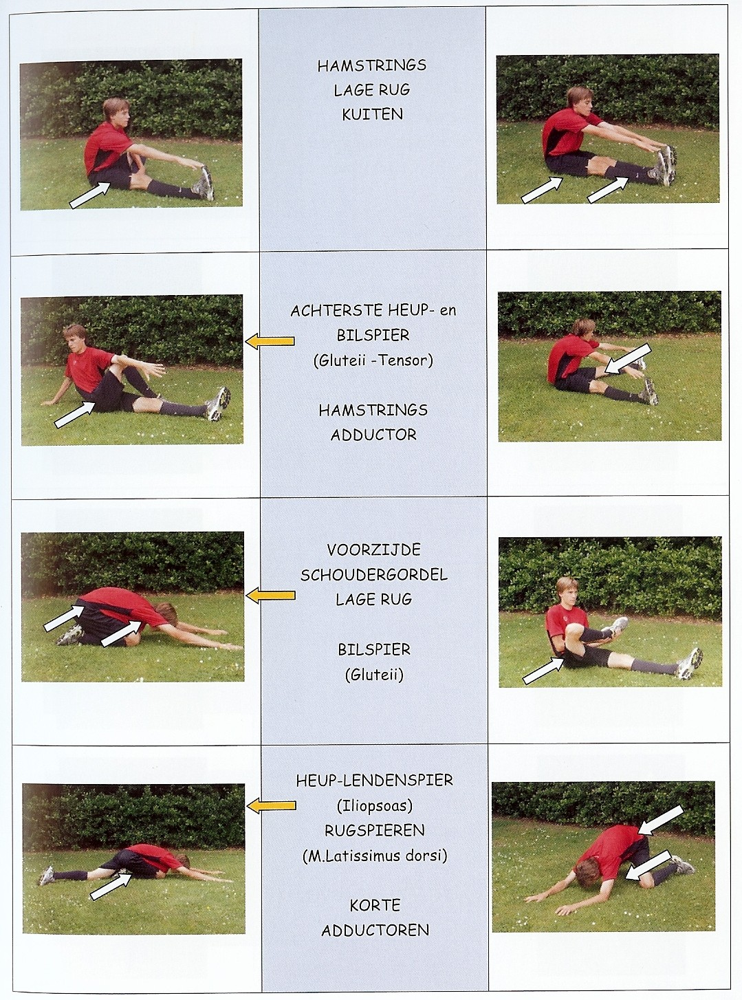 HAMSTRINGS
LAGE RUG
KUITEN
ACHTERSTE HEUP- en
BILSPIER
(Gluteii -Tensor)
HAMSTRINGS
ADDUCTOR
VOORZIJDE
SCHOUDERGORDEL
LAGE RUG
BILSPIER
(Gluteii)
HEUP-LENDENSPIER
(Iliopsoas)
RUGSPIEREN
(M.Latissimus dorsi)
KORTE
ADDUCTOREN